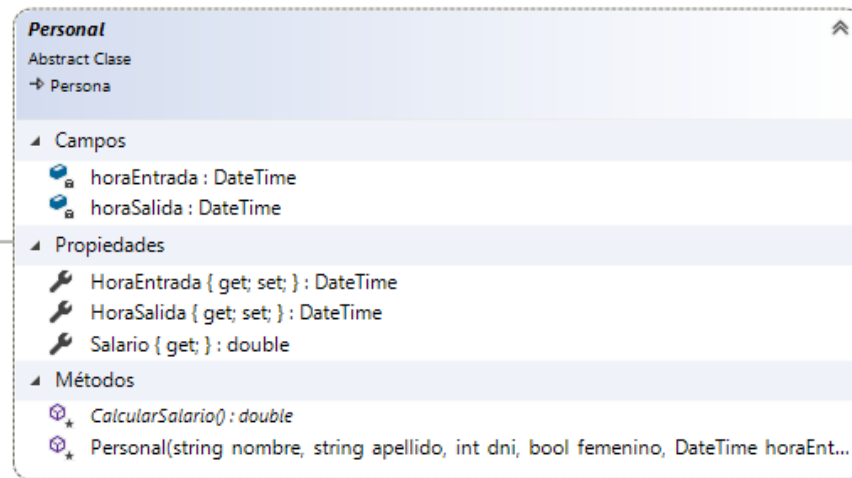 Personal
Abstract Clase
Persona
Campos
horaEntrada : DateTime
horaSalida : DateTime
Propiedades
HoraEntrada { get; set; } : DateTime
HoraSalida { get; set; } : DateTime
Salario { get; } : double
Métodos
CalcularSalario() : double
Personal(string nombre, string apellido, int dni, bool femenino, DateTime horaEnt...